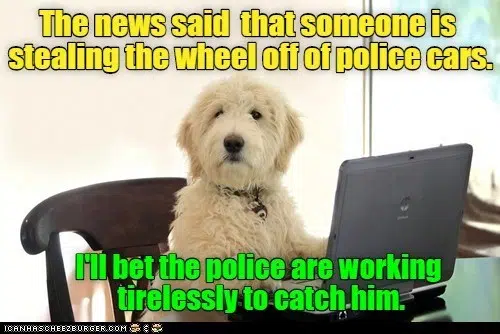 The news said that someone is
stealing the wheel off of police cars.
I'll bet the police are working
tirelessly to catch him.
ICANHASCHEEZBURGER.COM